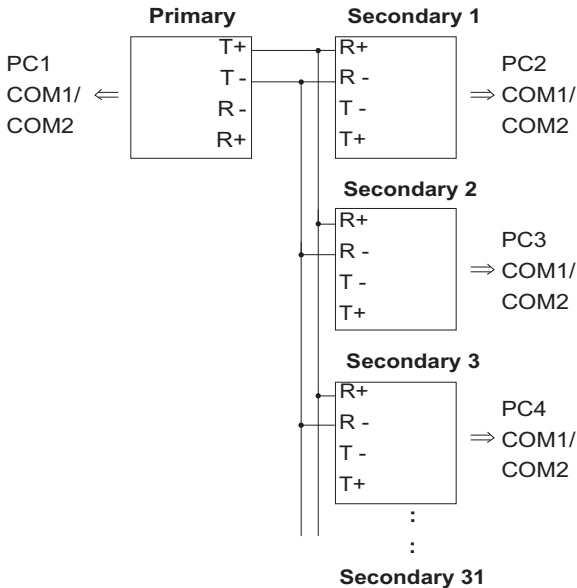 Primary
PC1
COM1/
COM2
⇐
T+
T -
R -
R+
Secondary 1
R+
R -
T -
T+
⇒
PC2
COM1/
COM2
Secondary 2
R+
R -
T -
T+
⇒
PC3
COM1/
COM2
Secondary 3
R+
R -
T -
T+
⇒
PC4
COM1/
COM2
:
:
Secondary 31